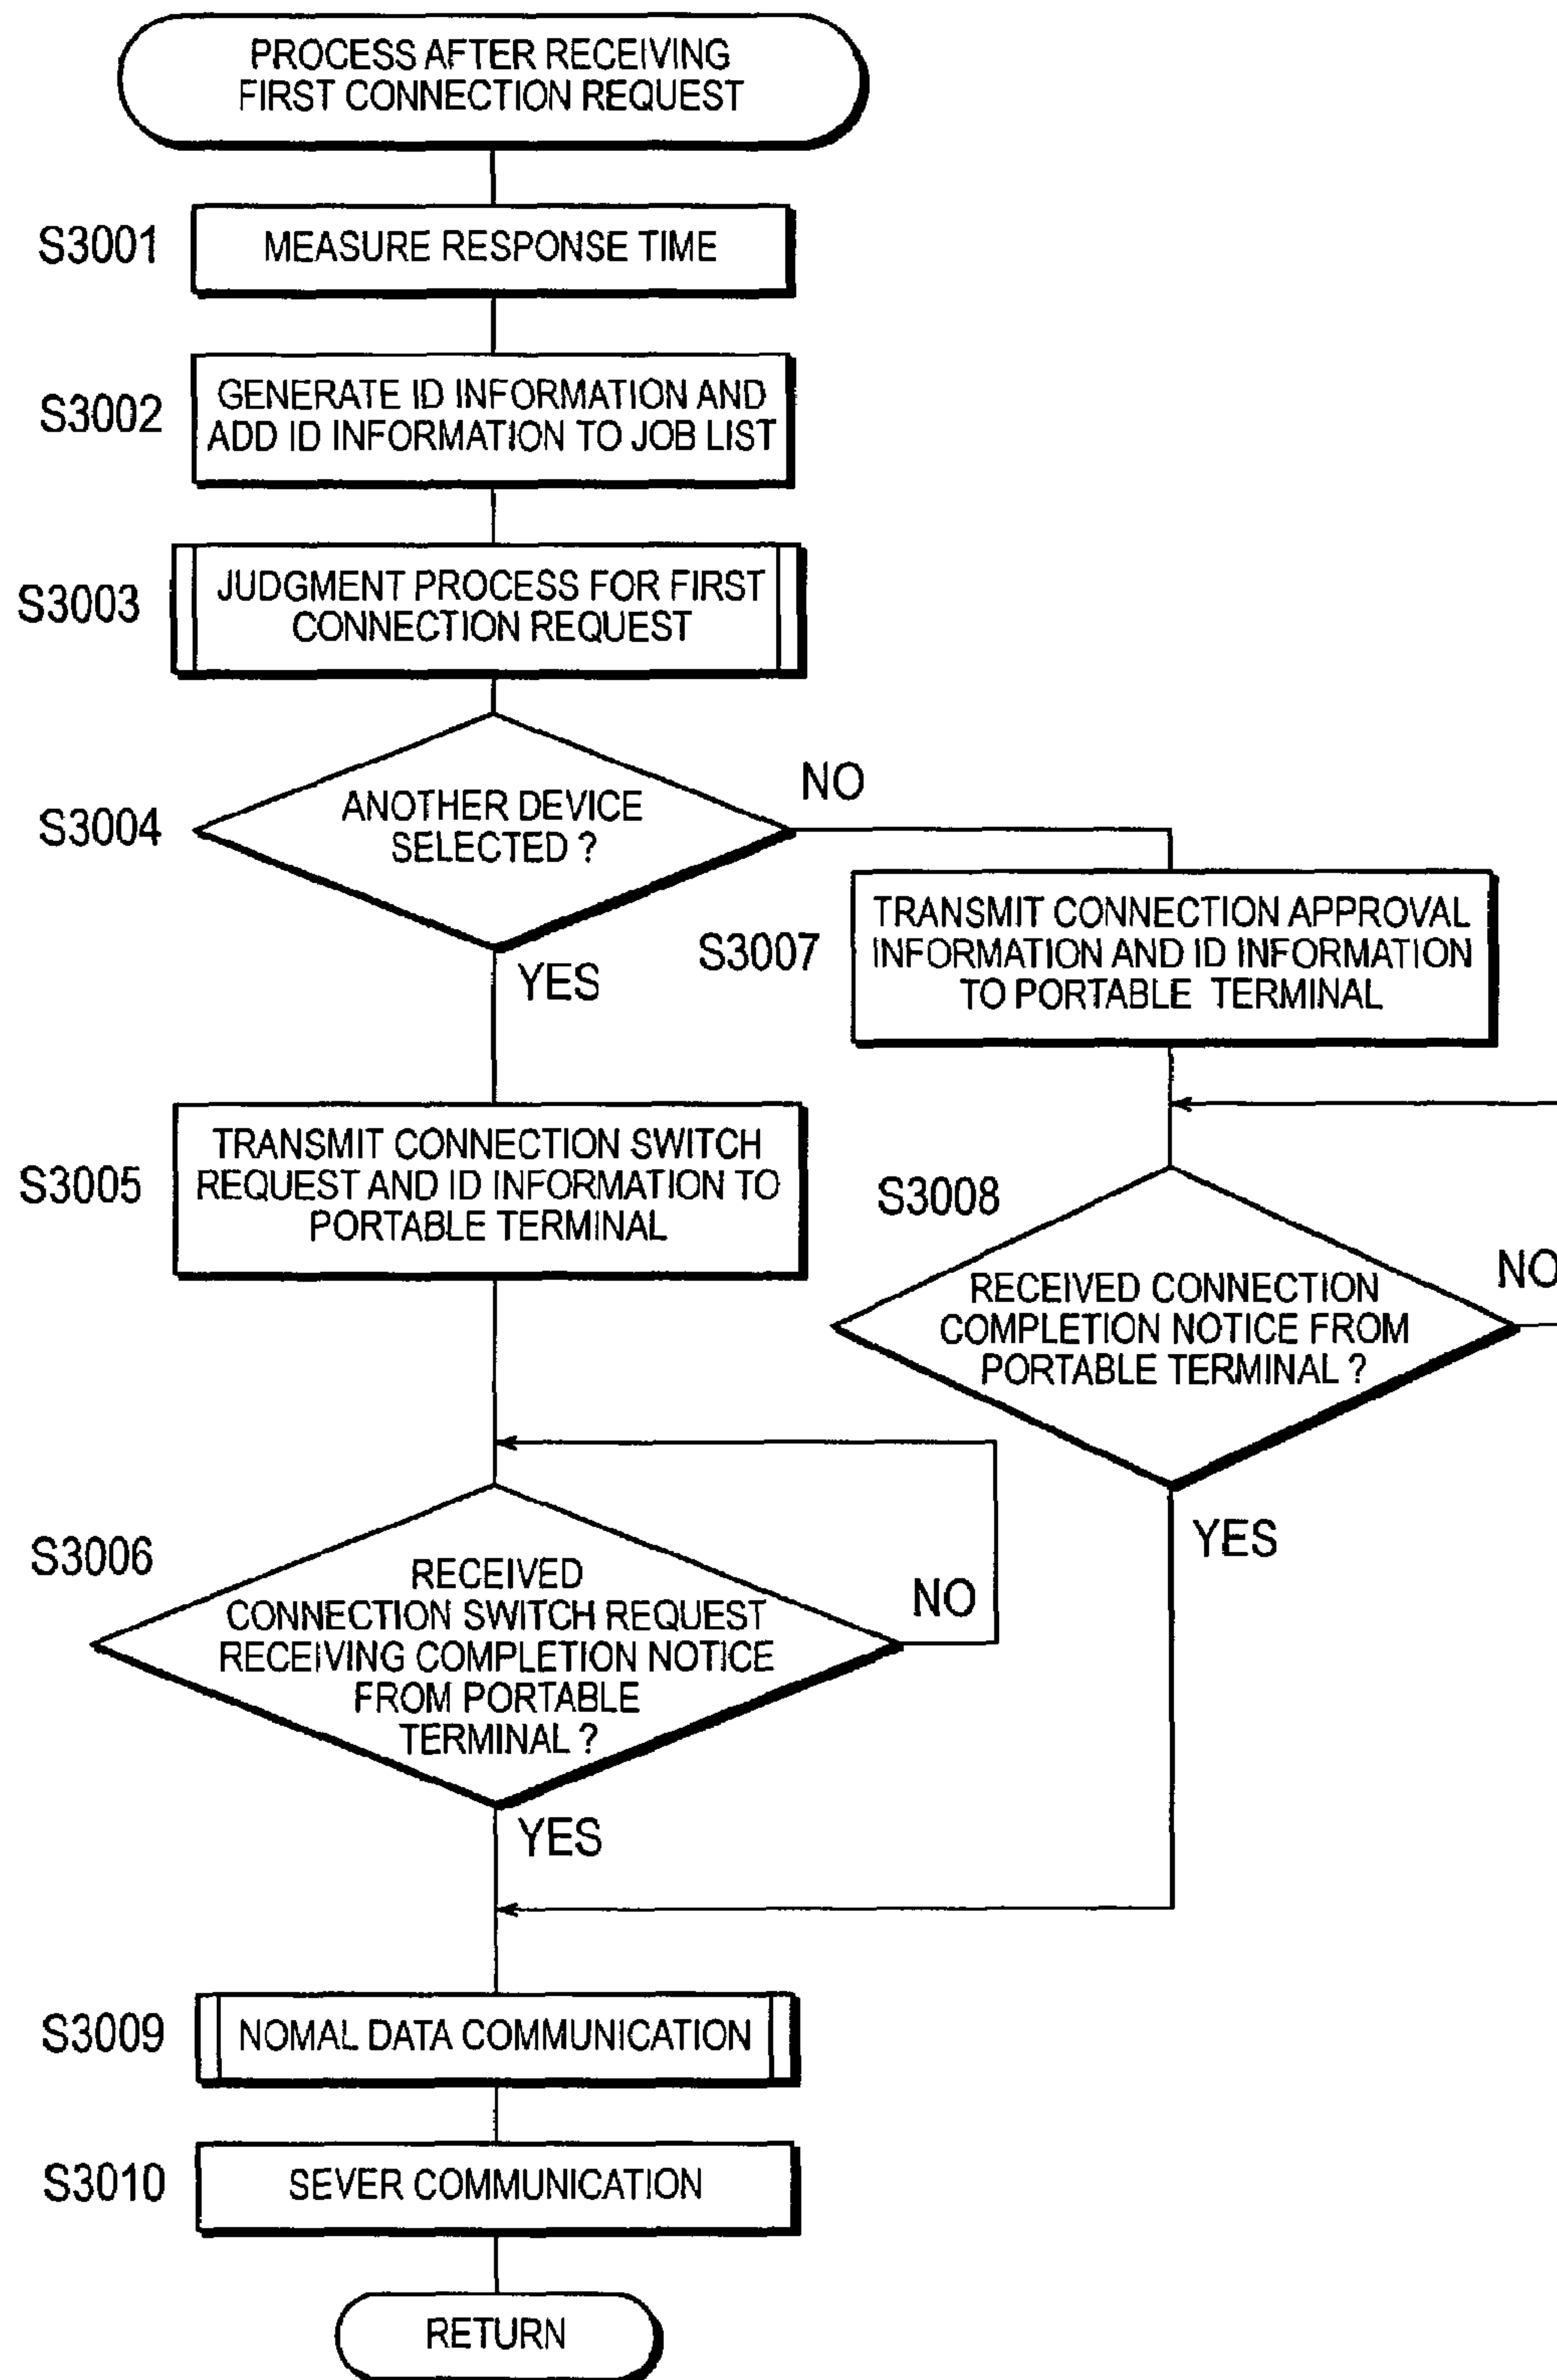 PROCESS AFTER RECEIVING
FIRST CONNECTION REQUEST
S3001
MEASURE RESPONSE TIME
S3002
GENERATE ID INFORMATION AND
ADD ID INFORMATION TO JOB LIST
S3003
JUDGMENT PROCESS FOR FIRST
CONNECTION REQUEST
S3004
ANOTHER DEVICE
SELECTED ?
NO
YES
S3007
TRANSMIT CONNECTION APPROVAL
INFORMATION AND ID INFORMATION
TO PORTABLE TERMINAL
S3005
TRANSMIT CONNECTION SWITCH
REQUEST AND ID INFORMATION TO
PORTABLE TERMINAL
S3008
RECEIVED CONNECTION
COMPLETION NOTICE FROM
PORTABLE TERMINAL ?
NO
YES
S3006
RECEIVED
CONNECTION SWITCH REQUEST
RECEIVING COMPLETION NOTICE
FROM PORTABLE
TERMINAL ?
NO
YES
S3009
NOMAL DATA COMMUNICATION
S3010
SEVER COMMUNICATION
RETURN